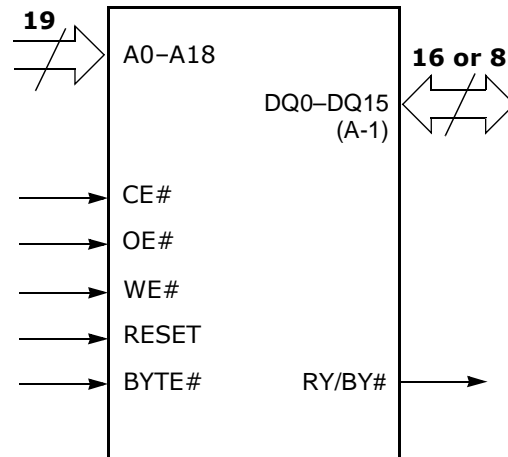 19
A0–A18
16 or 8
DQ0–DQ15
(A-1)
CE#
OE#
WE#
RESET
BYTE#
RY/BY#